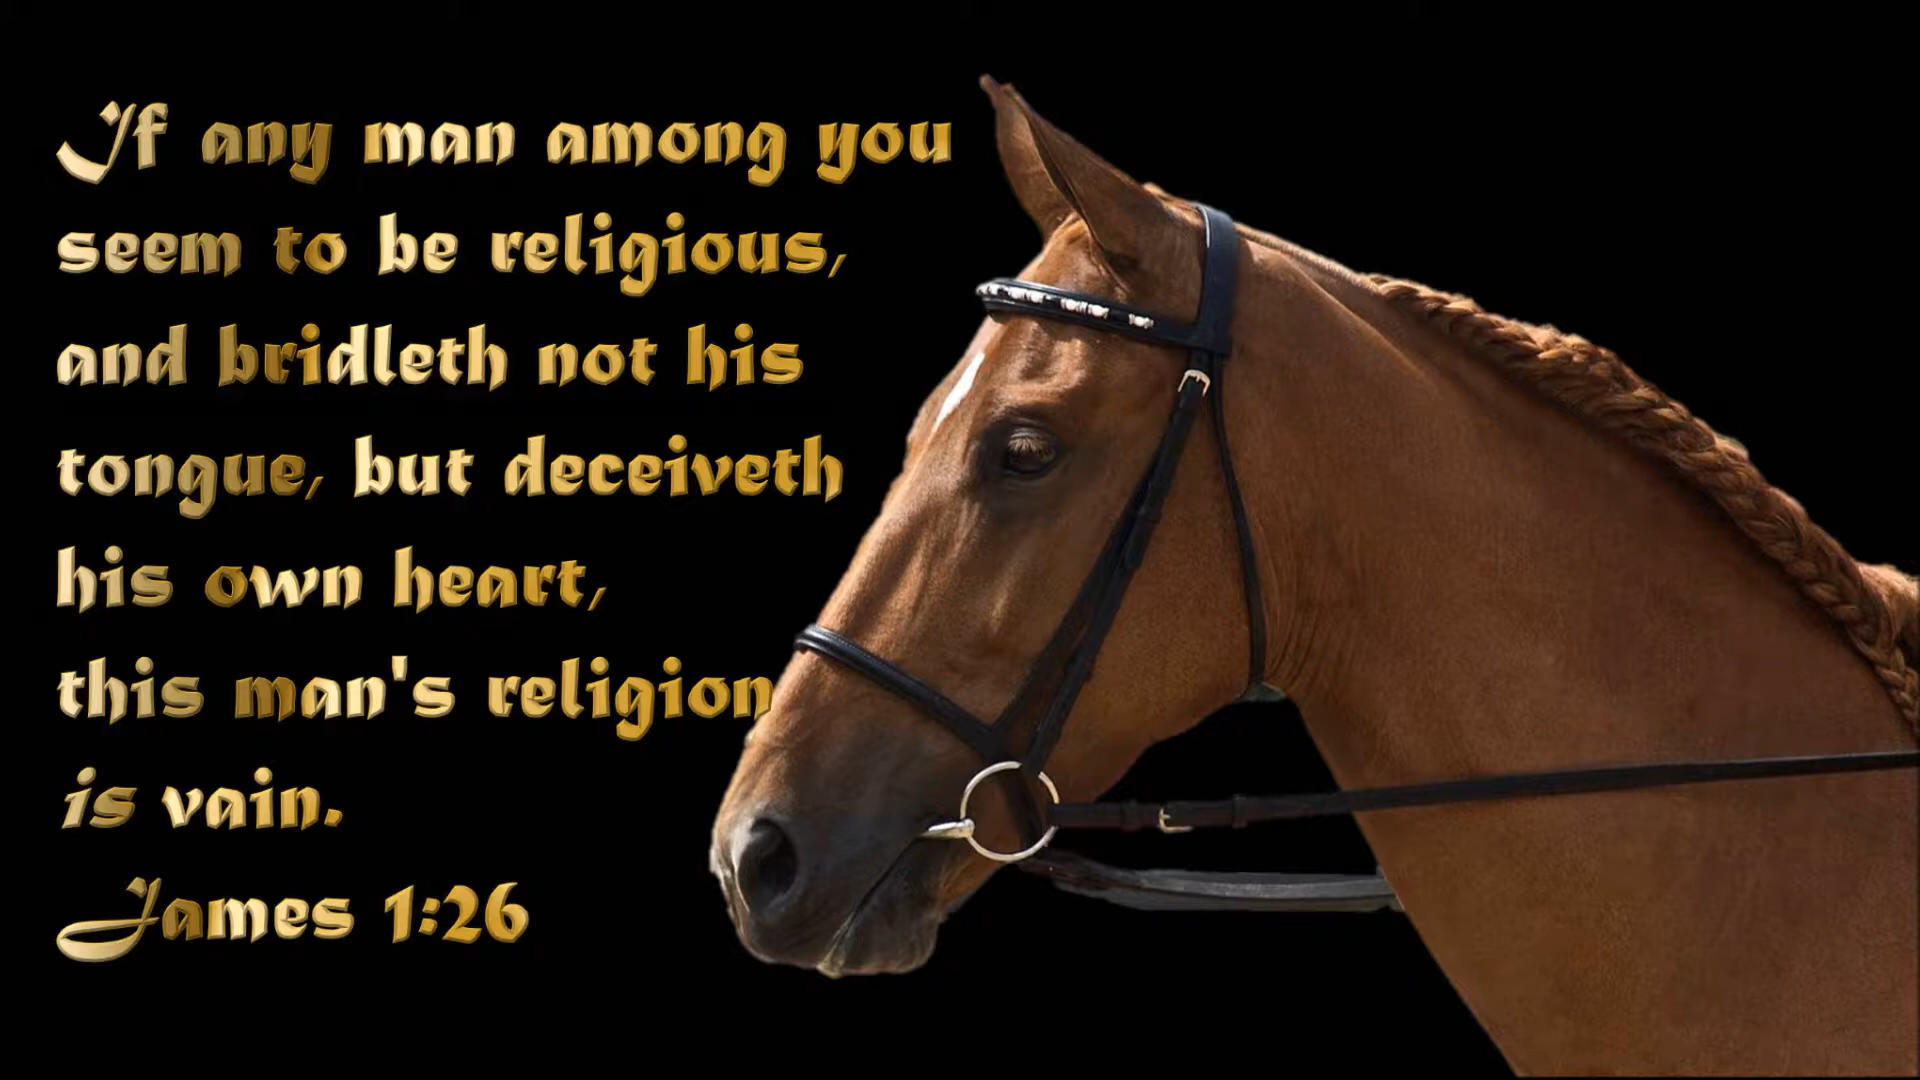 If any man among you
seem to be religious,
and bridleth not his
tongue, but deceiveth
his own heart,
this man's religion
is vain.
James 1:26